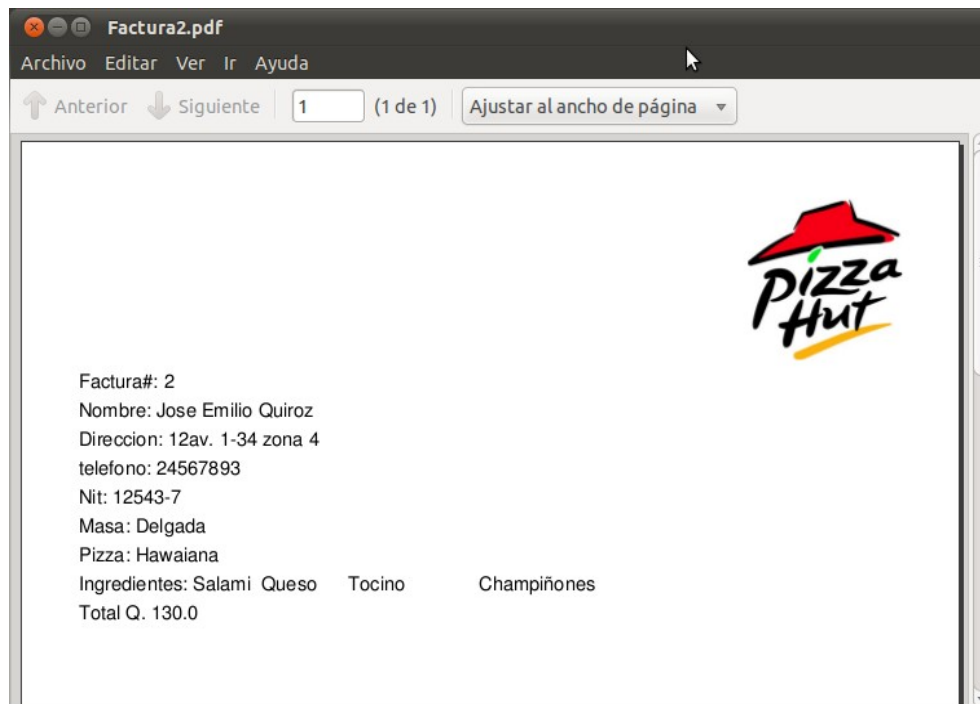 Factura2.pdf
Archivo Editar Ver Ir Ayuda
Anterior Siguiente 1 (1 de 1) Ajustar al ancho de página
Pizza
Hut
Factura#: 2
Nombre: Jose Emilio Quiroz
Direccion: 12av. 1-34 zona 4
telefono: 24567893
Nit: 12543-7
Masa: Delgada
Pizza: Hawaiana
Ingredientes: Salami Queso Tocino Champiñones
Total Q. 130.0